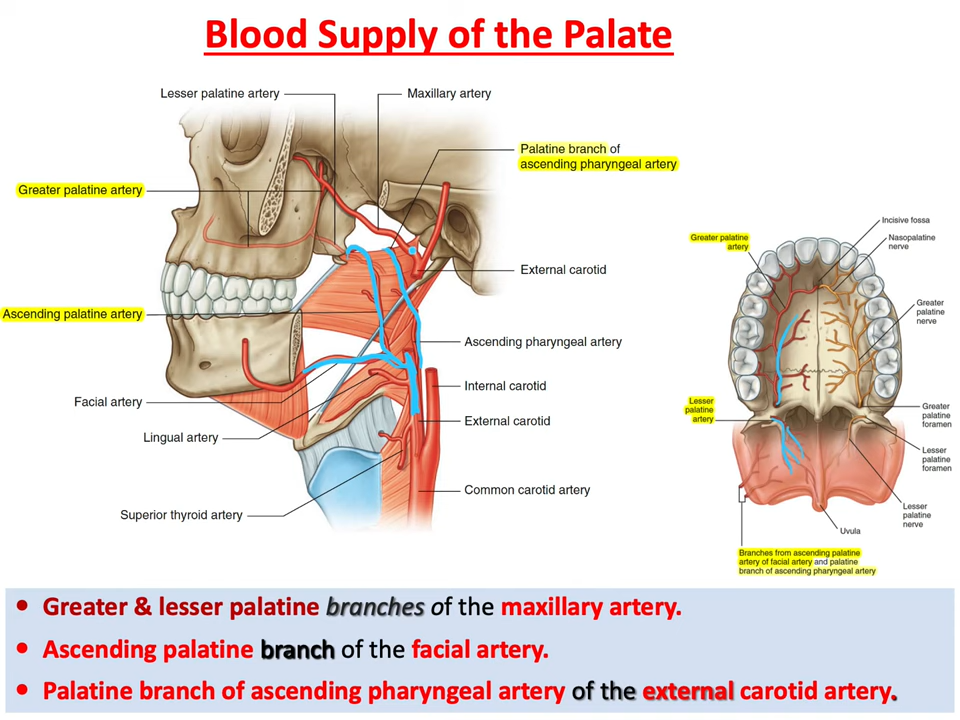 Blood Supply of the Palate
Lesser palatine artery
Maxillary artery
Palatine branch of
ascending pharyngeal artery
Greater palatine artery
External carotid
Ascending palatine artery
Ascending pharyngeal artery
Internal carotid
Facial artery
External carotid
Lingual artery
Common carotid artery
Superior thyroid artery
Incisive fossa
Greater palatine
artery
Nasopalatine
nerve
Greater
palatine
nerve
Lesser
palatine
artery
Greater
palatine
foramen
Lesser
palatine
foramen
Lesser
palatine
nerve
Uvula
Branches from ascending palatine
artery of facial artery and palatine
branch of ascending pharyngeal artery
• Greater & lesser palatine branches of the maxillary artery.
• Ascending palatine branch of the facial artery.
• Palatine branch of ascending pharyngeal artery of the external carotid artery.